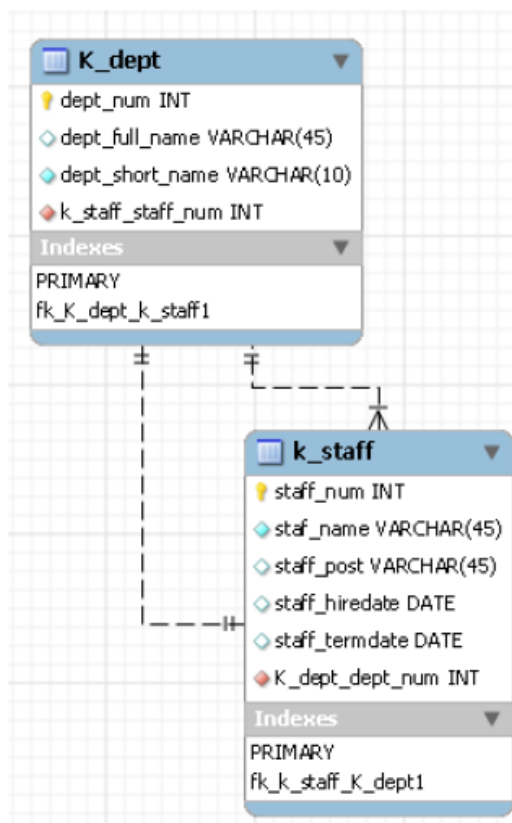 K_dept
dept_num INT
dept_full_name VARCHAR(45)
dept_short_name VARCHAR(10)
k_staff_staff_num INT
Indexes
PRIMARY
fk_K_dept_k_staff1
k_staff
staff_num INT
staf_name VARCHAR(45)
staff_post VARCHAR(45)
staff_hiredate DATE
staff_termdate DATE
K_dept_dept_num INT
Indexes
PRIMARY
fk_k_staff_K_dept1